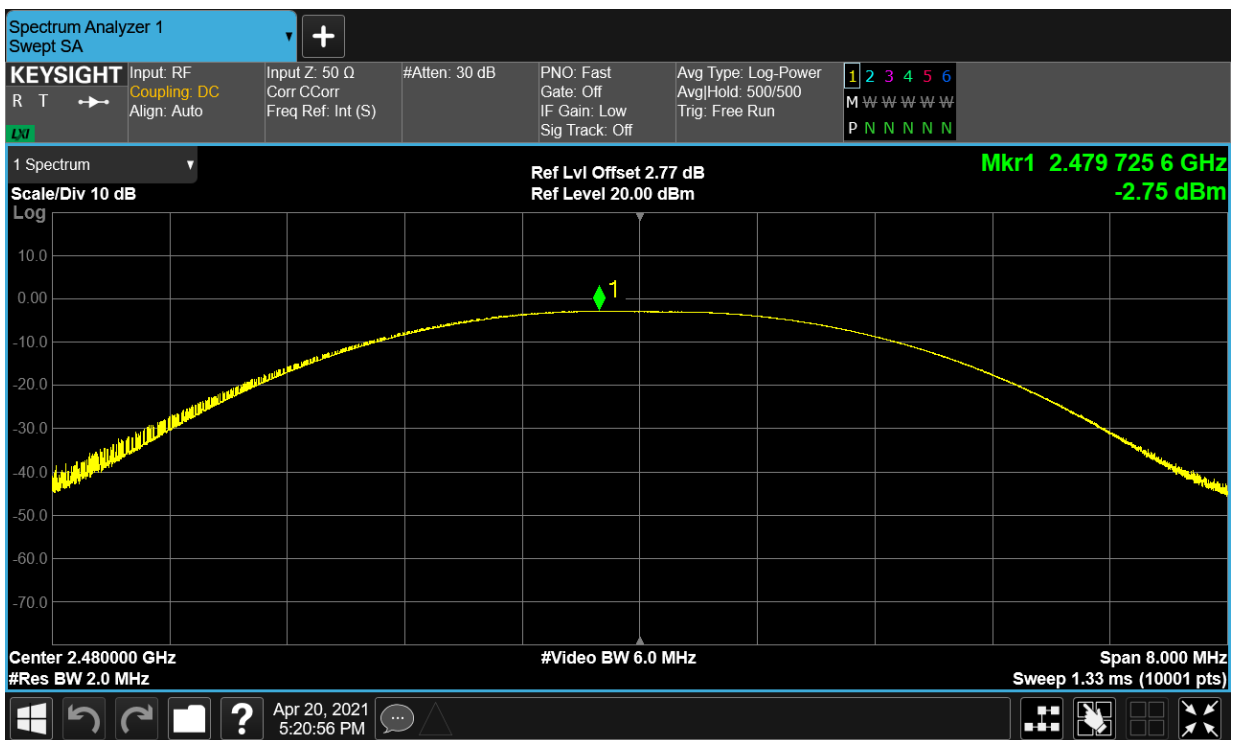 Spectrum Analyzer 1
Swept SA
KEYSIGHT
R T
LXI
Input: RF
Coupling: DC
Align: Auto
Input Z: 50 Ω
Corr CCorr
Freq Ref: Int (S)
#Atten: 30 dB
PNO: Fast
Gate: Off
IF Gain: Low
Sig Track: Off
Avg Type: Log-Power
Avg|Hold: 500/500
Trig: Free Run
1 2 3 4 5 6
M W W W W W
P N N N N N
1 Spectrum
Scale/Div 10 dB
Ref Lvl Offset 2.77 dB
Ref Level 20.00 dBm
Mkr1 2.479 725 6 GHz
-2.75 dBm
Log
10.0
0.00
-10.0
-20.0
-30.0
-40.0
-50.0
-60.0
-70.0
1
Center 2.480000 GHz
#Res BW 2.0 MHz
#Video BW 6.0 MHz
Span 8.000 MHz
Sweep 1.33 ms (10001 pts)
?
Apr 20, 2021
5:20:56 PM